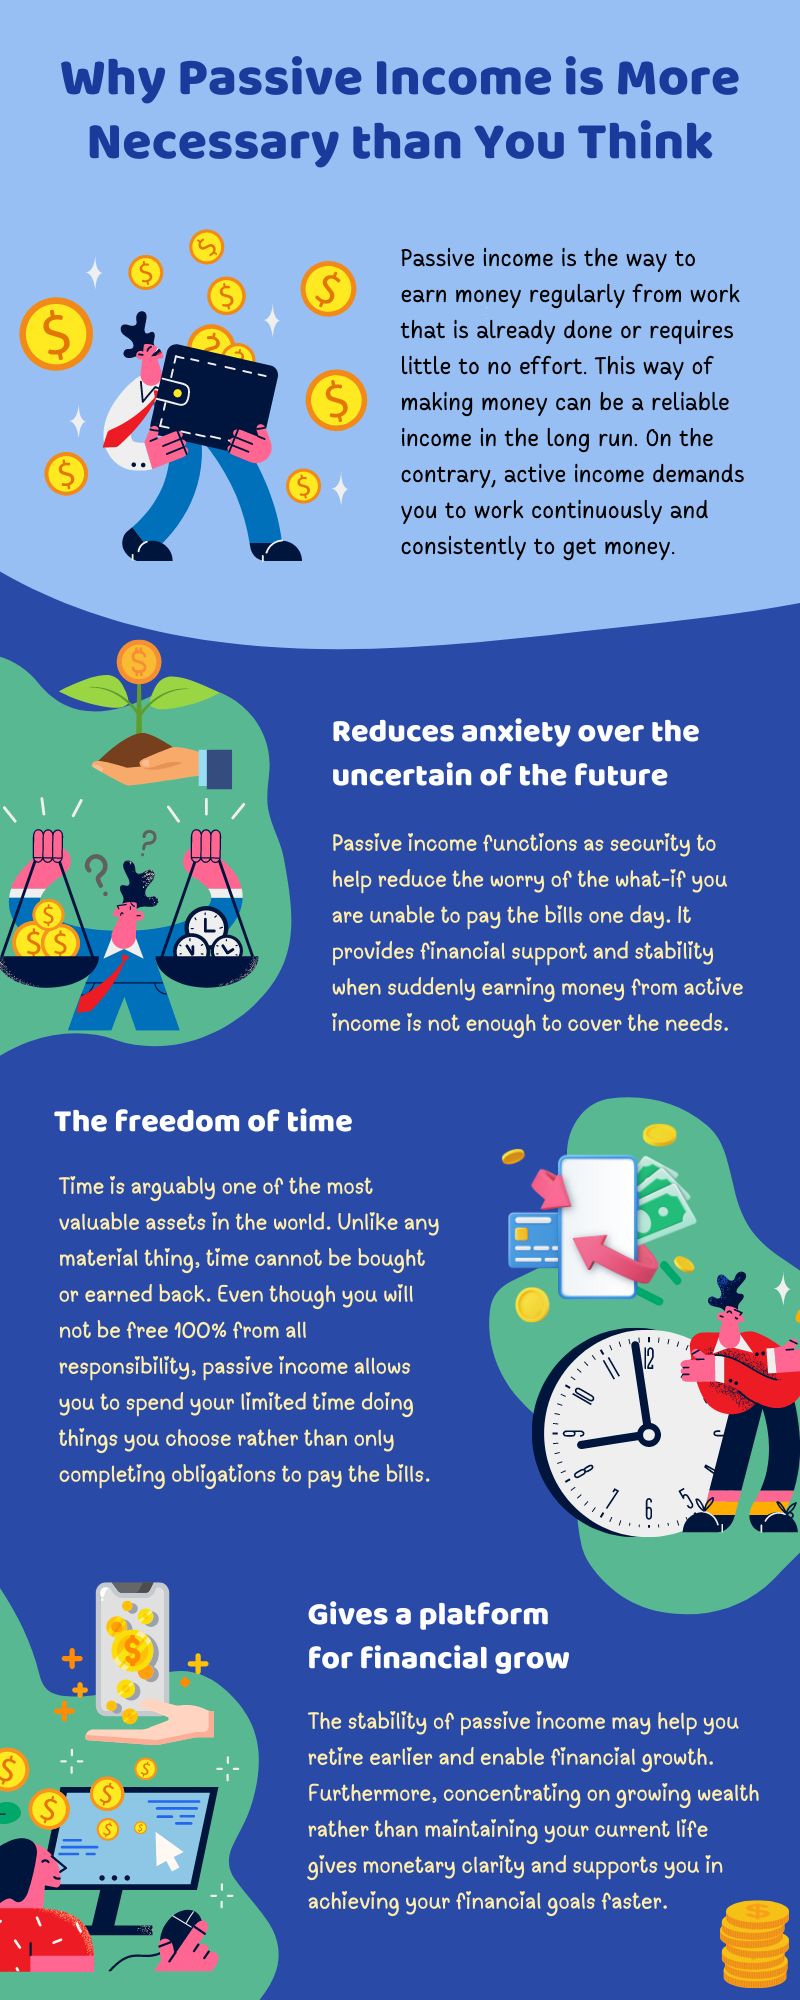 Why Passive Income is More
Necessary than You Think
Passive income is the way to
earn money regularly from work
that is already done or requires
little to no effort. This way of
making money can be a reliable
income in the long run. On the
contrary, active income demands
you to work continuously and
consistently to get money.
Reduces anxiety over the
uncertain of the future
Passive income functions as security to
help reduce the worry of the what-if you
are unable to pay the bills one day. It
provides financial support and stability
when suddenly earning money from active
income is not enough to cover the needs.
The freedom of time
Time is arguably one of the most
valuable assets in the world. Unlike any
material thing, time cannot be bought
or earned back. Even though you will
not be free 100% from all
responsibility, passive income allows
you to spend your limited time doing
things you choose rather than only
completing obligations to pay the bills.
12
11
10
9
8
7
6
5
Gives a platform
for financial grow
The stability of passive income may help you
retire earlier and enable financial growth.
Furthermore, concentrating on growing wealth
rather than maintaining your current life
gives monetary clarity and supports you in
achieving your financial goals faster.